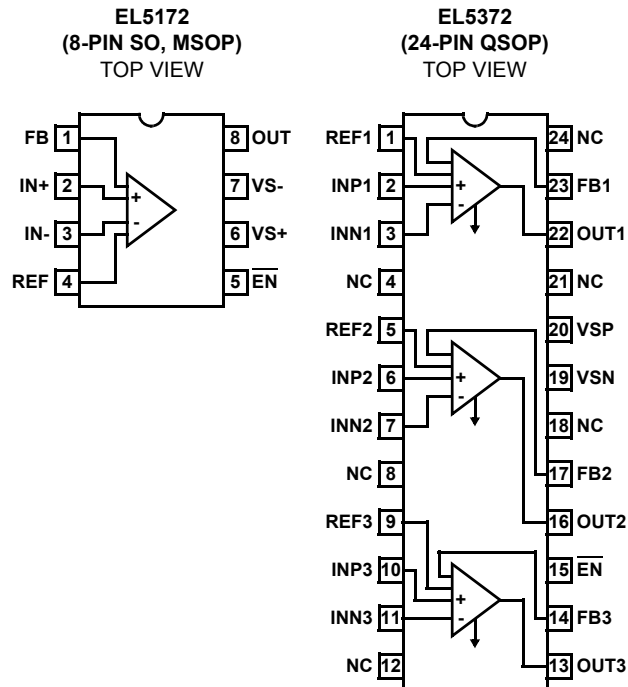 EL5172
(8-PIN SO, MSOP)
TOP VIEW
FB 1
IN+ 2
IN- 3
REF 4
8 OUT
7 VS-
6 VS+
5 EN
+
-
EL5372
(24-PIN QSOP)
TOP VIEW
REF1 1
INP1 2
INN1 3
NC 4
REF2 5
INP2 6
INN2 7
NC 8
REF3 9
INP3 10
INN3 11
NC 12
24 NC
23 FB1
22 OUT1
21 NC
20 VSP
19 VSN
18 NC
17 FB2
16 OUT2
15 EN
14 FB3
13 OUT3
+
-
+
-
+
-